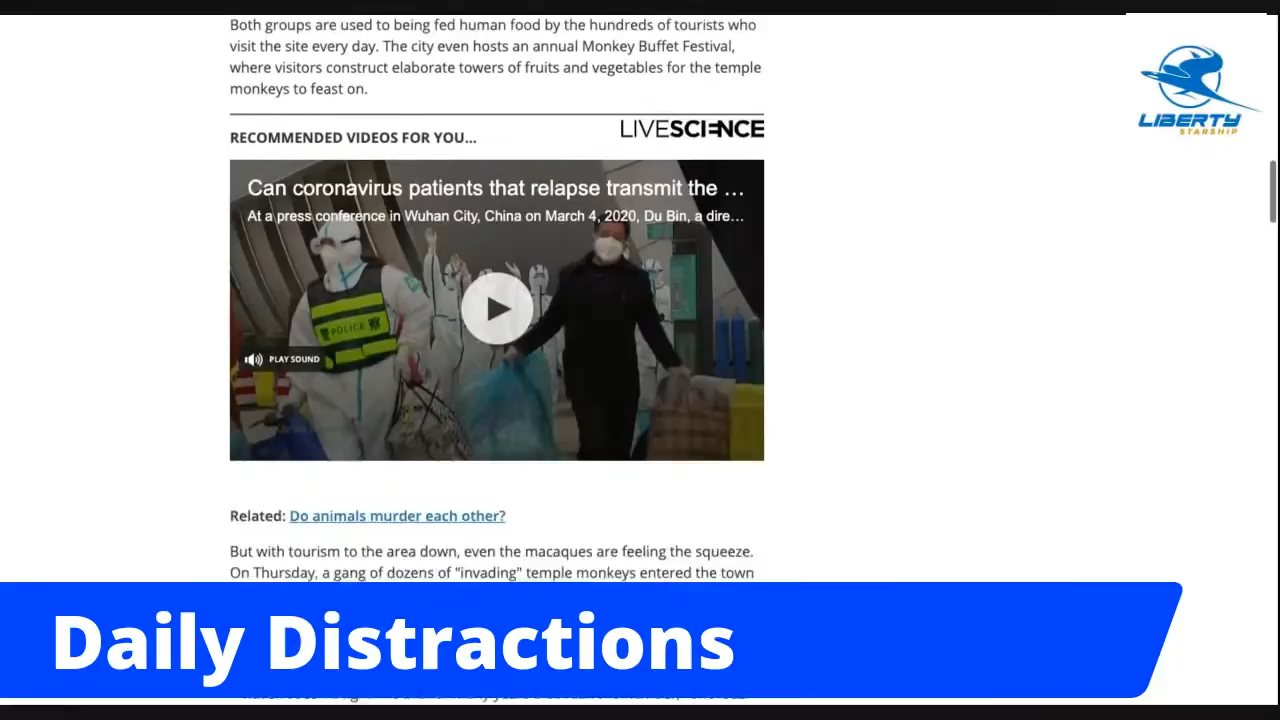 Both groups are used to being fed human food by the hundreds of tourists who
visit the site every day. The city even hosts an annual Monkey Buffet Festival,
where visitors construct elaborate towers of fruits and vegetables for the temple
monkeys to feast on.
LIBERTY
STARSHIP
RECOMMENDED VIDEOS FOR YOU...
LIVESCIENCE
Can coronavirus patients that relapse transmit the ...
At a press conference in Wuhan City, China on March 4, 2020, Du Bin, a dire...
POLICE
PLAY SOUND
Related: Do animals murder each other?
But with tourism to the area down, even the macaques are feeling the squeeze.
On Thursday, a gang of dozens of "invading" temple monkeys entered the town
Daily Distractions